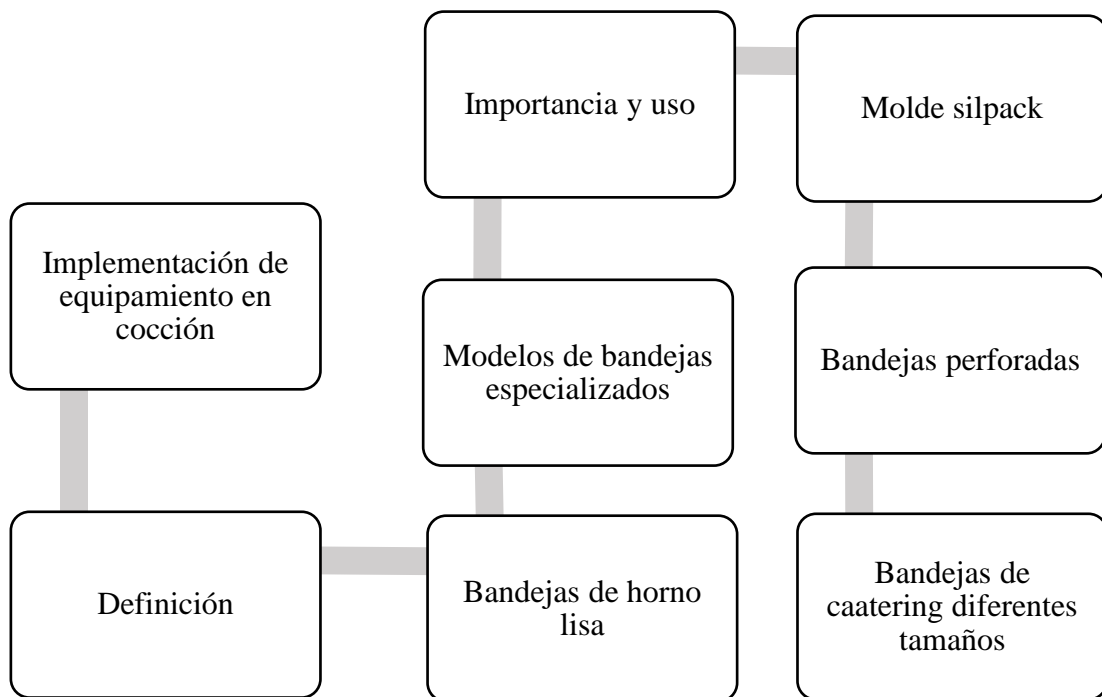 Implementación de
equipamiento en
cocción
Definición
Bandejas de horno
lisa
Modelos de bandejas
especializados
Importancia y uso
Molde silpack
Bandejas perforadas
Bandejas de
caatering diferentes
tamaños